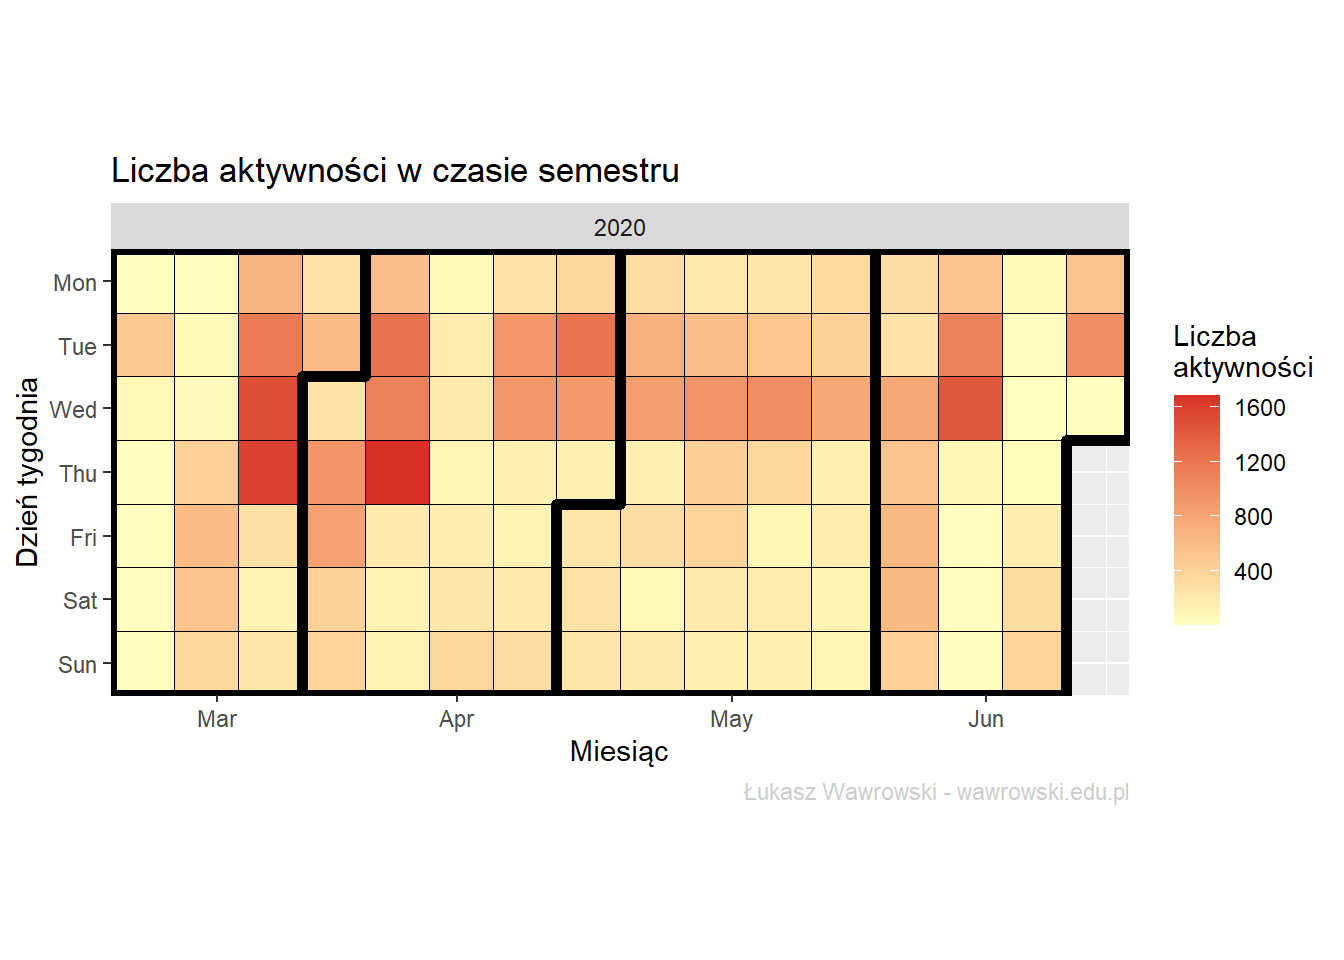 Liczba aktywności w czasie semestru
2020
Mon
Tue
Wed
Thu
Fri
Sat
Sun
Dzień tygodnia
Mar
Apr
May
Jun
Miesiąc
Liczba
aktywności
1600
1200
800
400
Łukasz Wawrowski - wawrowski.edu.pl